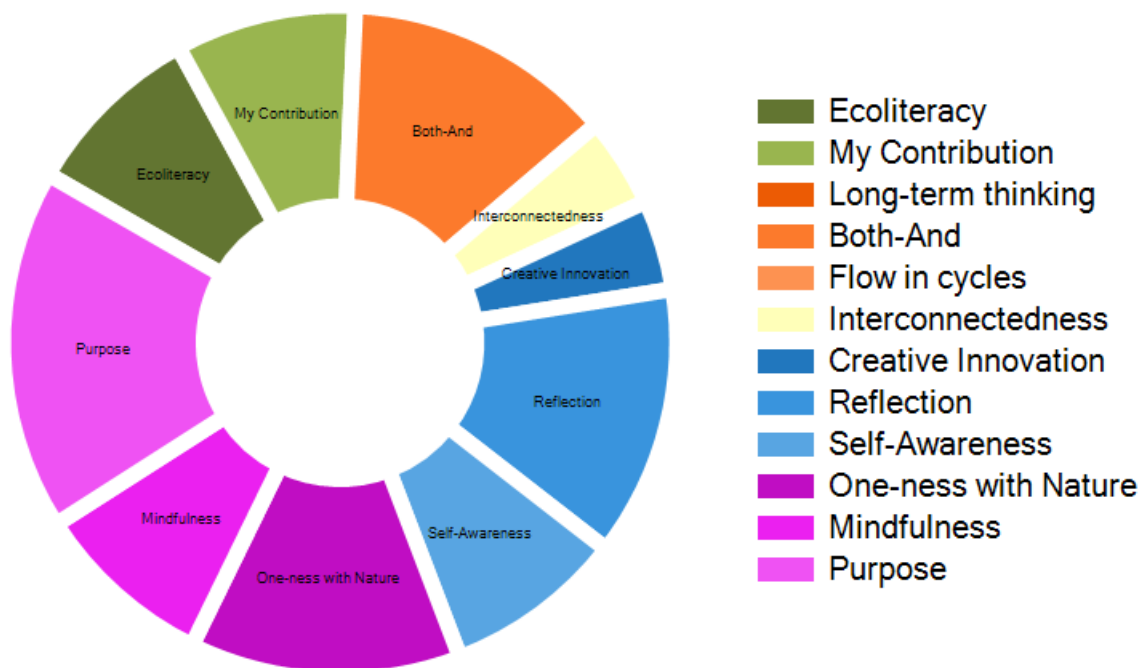 My Contribution
Both-And
Ecoliteracy
Interconnectedness
Creative Innovation
Purpose
Reflection
Mindfulness
Self-Awareness
One-ness with Nature
Ecoliteracy
My Contribution
Long-term thinking
Both-And
Flow in cycles
Interconnectedness
Creative Innovation
Reflection
Self-Awareness
One-ness with Nature
Mindfulness
Purpose